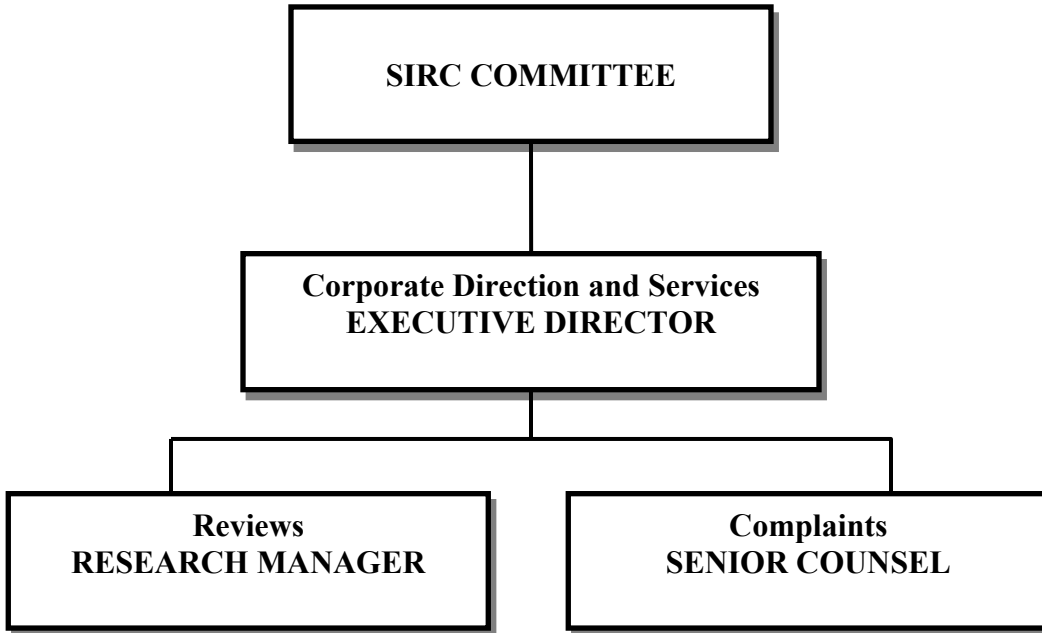 SIRC COMMITTEE
Corporate Direction and Services
EXECUTIVE DIRECTOR
Reviews
RESEARCH MANAGER
Complaints
SENIOR COUNSEL